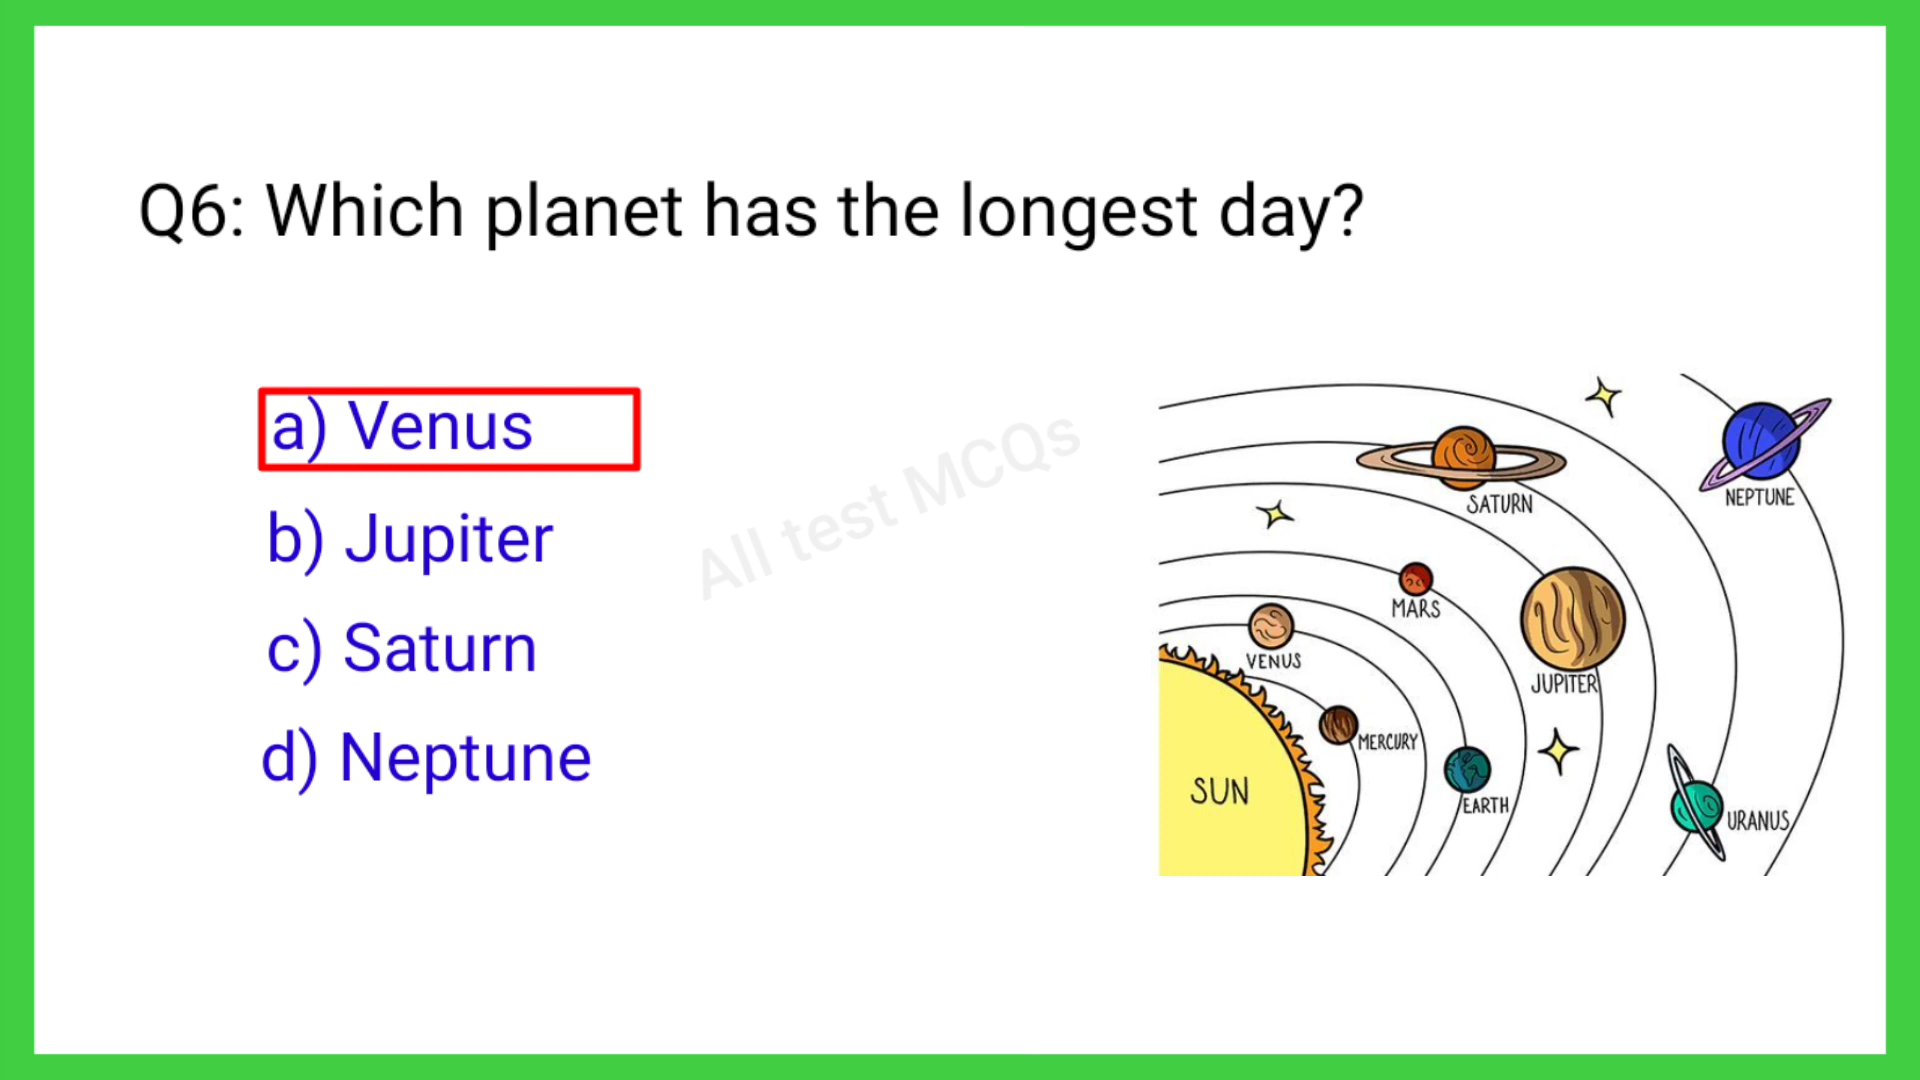 Q6: Which planet has the longest day?
a) Venus
b) Jupiter
c) Saturn
d) Neptune
All test MCQs
NEPTUNE
SATURN
MARS
VENUS
JUPITER
MERCURY
SUN
EARTH
URANUS